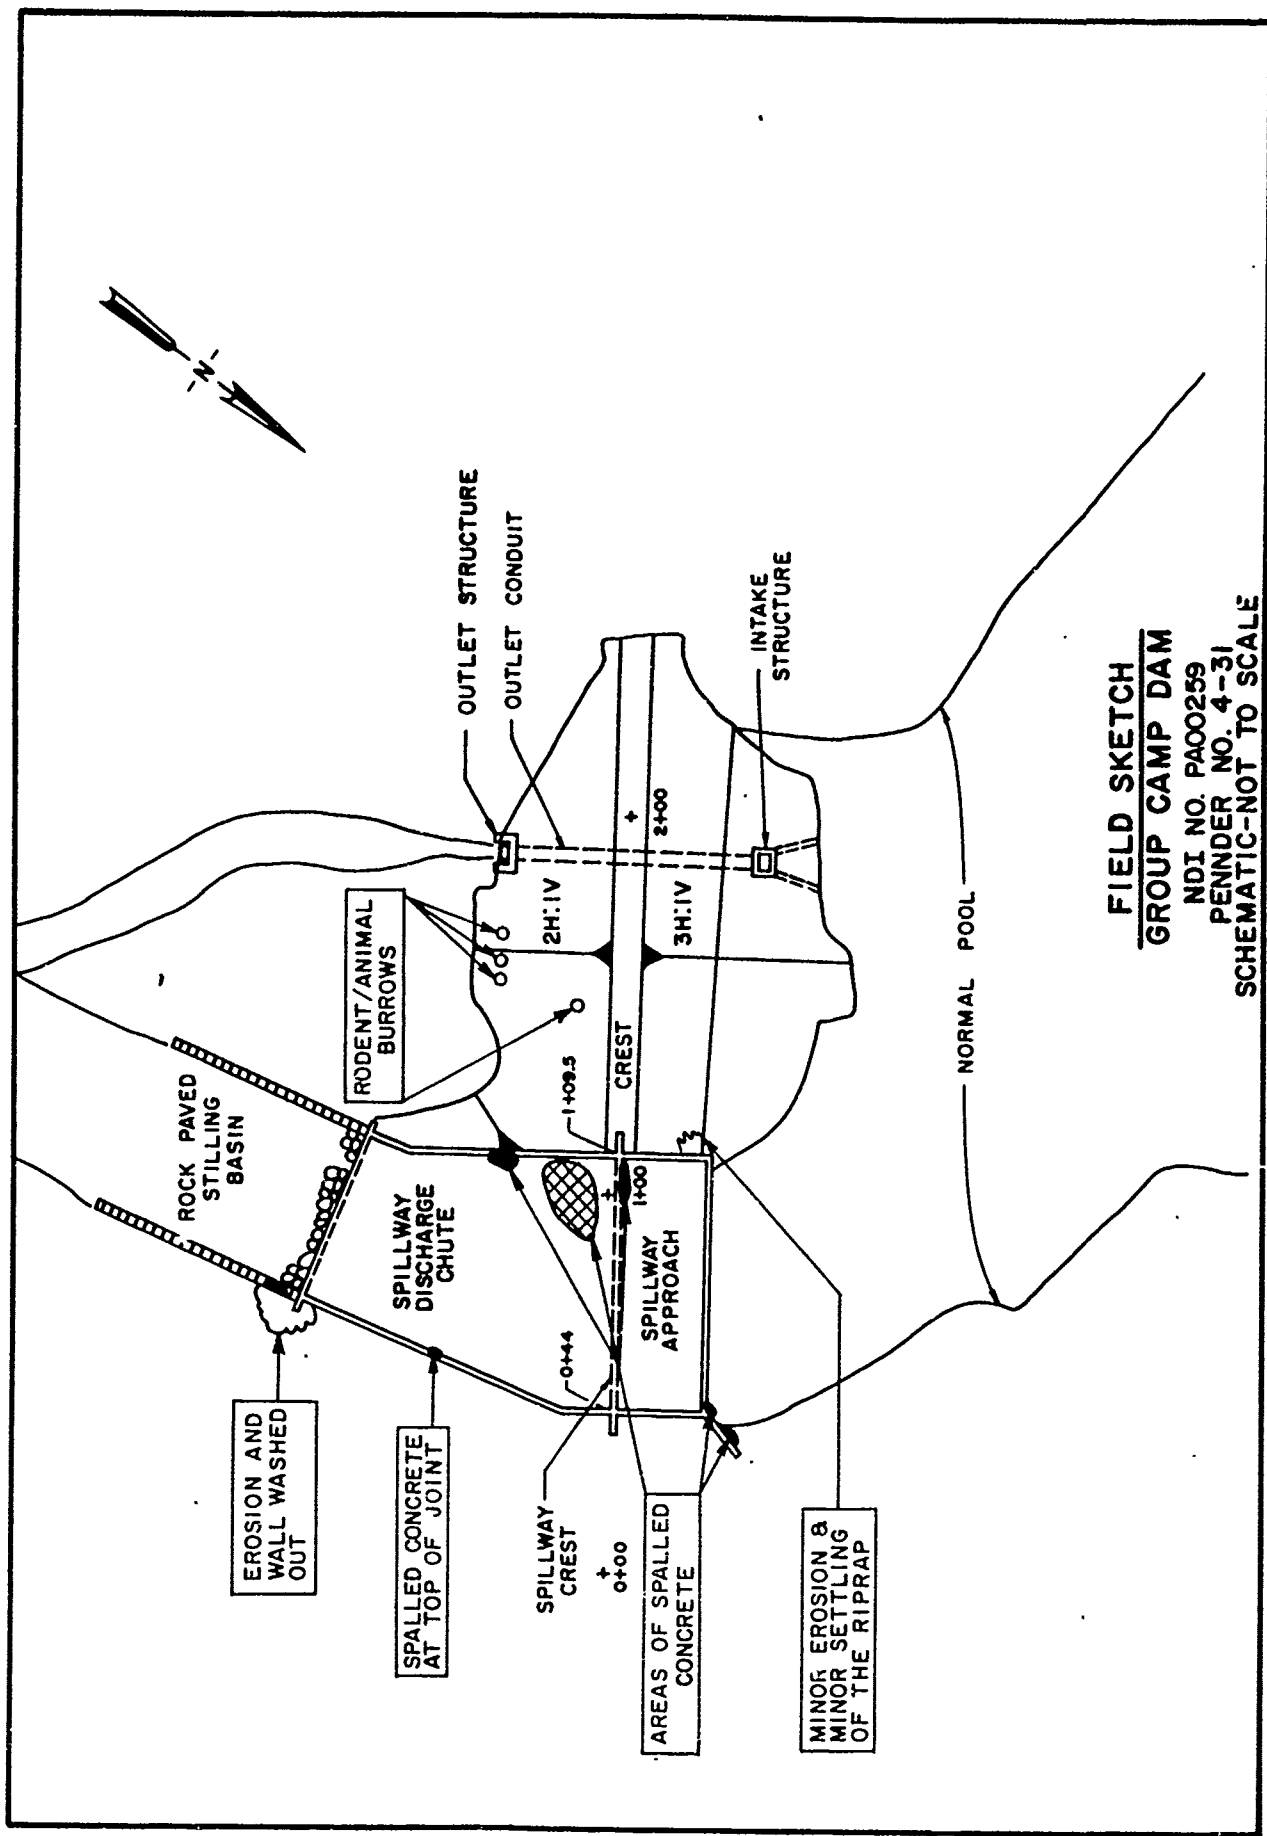 EROSION AND
WALL WASHED
OUT
SPALLED CONCRETE
AT TOP OF JOINT
SPILLWAY
CREST
+
0+00
AREAS OF SPALLED
CONCRETE
MINOR EROSION &
MINOR SETTLING
OF THE RIPRAP
ROCK PAVED
STILLING
BASIN
SPILLWAY
DISCHARGE
CHUTE
0+44
SPILLWAY
APPROACH
+
1+00
1+09.5
RODENT/ANIMAL
BURROWS
CREST
2H:1V
3H:1V
+
2+00
OUTLET STRUCTURE
OUTLET CONDUIT
INTAKE
STRUCTURE
-N-
NORMAL POOL
FIELD SKETCH
GROUP CAMP DAM
NDI NO. PA00259
PENNDER NO. 4-31
SCHEMATIC-NOT TO SCALE